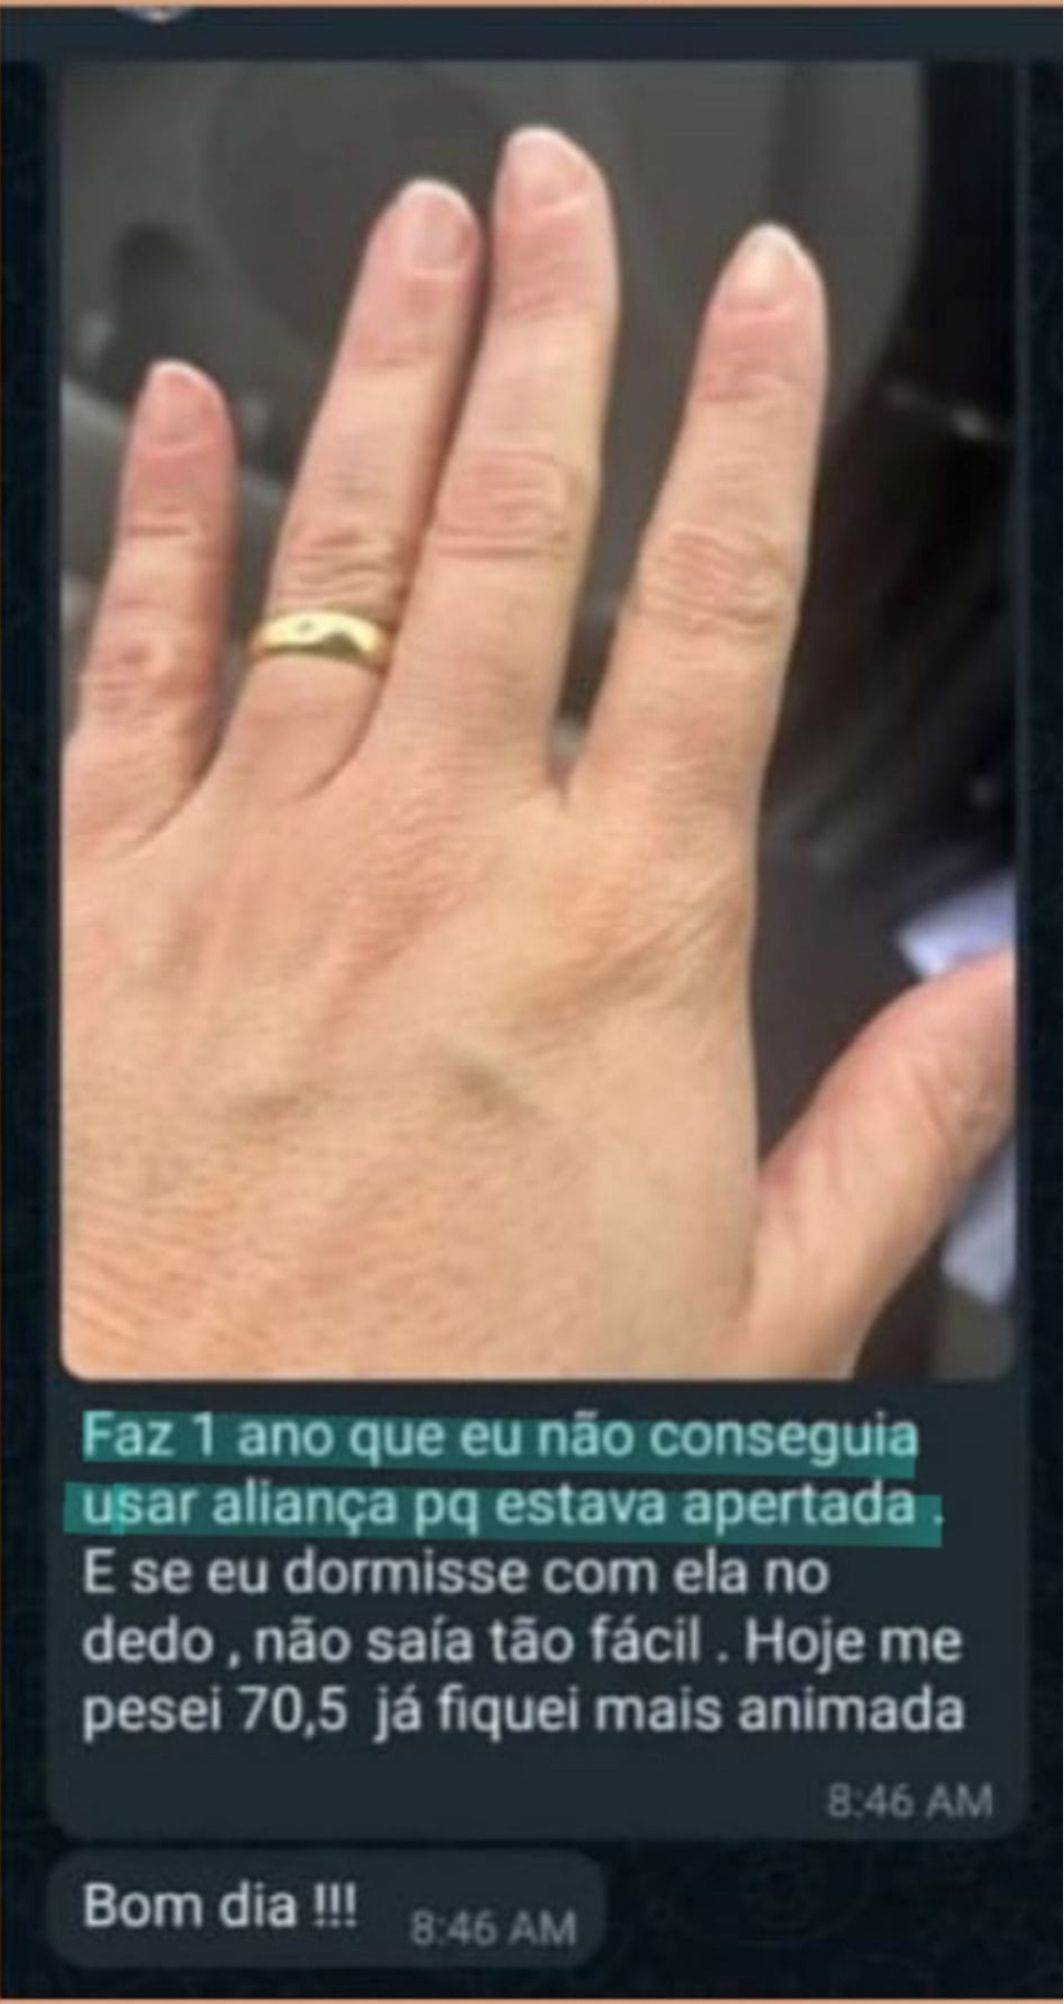 Faz 1 ano que eu não conseguia
usar aliança pq estava apertada .
E se eu dormisse com ela no
dedo , não saía tão fácil . Hoje me
pesei 70,5 já fiquei mais animada
8:46 AM
Bom dia !!!
8:46 AM